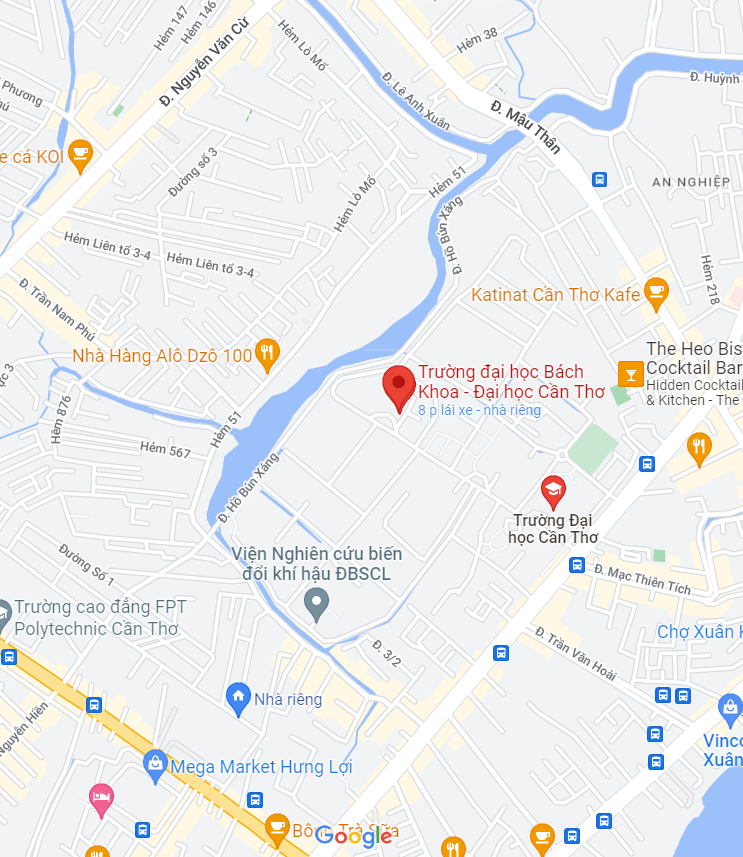 Hẻm 147
Hẻm 146
Đ. Nguyễn Văn Cừ
Hẻm Lò Mổ
Hẻm 38
Đ. Lê Anh Xuân
Đ. Mậu Thân
Đ. Huỳnh
Phương
e cá KOI
Đường số 3
Hẻm 51
Hẻm Lò Mổ
AN NGHIỆP
Đ. Hồ Bún Xáng
Hẻm Liên tổ 3-4
Hẻm Liên tổ 3-4
Hẻm 218
Đ. Trần Nam Phú
Katinat Cần Thơ Kafe
Nhà Hàng Alô Dzô 100
The Heo Bis
Cocktail Bar
Hidden Cocktail
& Kitchen - The
Trường đại học Bách
Khoa - Đại học Cần Thơ
8 p lái xe - nhà riêng
Hẻm 876
Hẻm 51
Hẻm 567
Đ. Hồ Bún Xáng
Trường Đại
học Cần Thơ
Viện Nghiên cứu biến
đổi khí hậu ĐBSCL
Đường Số 1
Đ. Mạc Thiên Tích
Trường cao đẳng FPT
Polytechnic Cần Thơ
Đ. 3/2
Đ. Trần Văn Hoài
Chợ Xuân K
Nhà riêng
Nguyễn Hiền
Vinco
Xuân
Mega Market Hưng Lợi
Bông Trà Sữa
Google